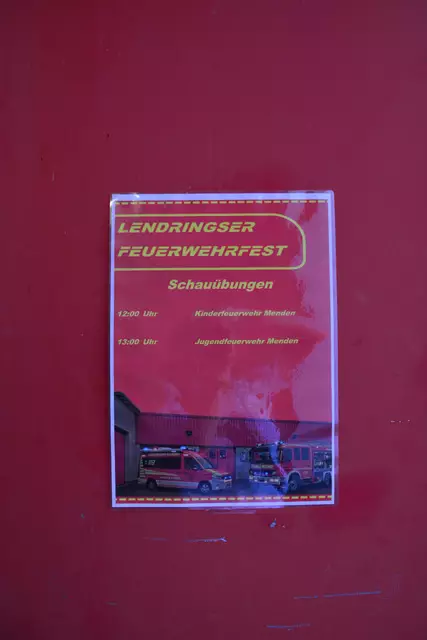 LENDRINGSER
FEUERWEHRFEST
Schauübungen
12:00 Uhr Kinderfeuerwehr Menden
13:00 Uhr Jugendfeuerwehr Menden